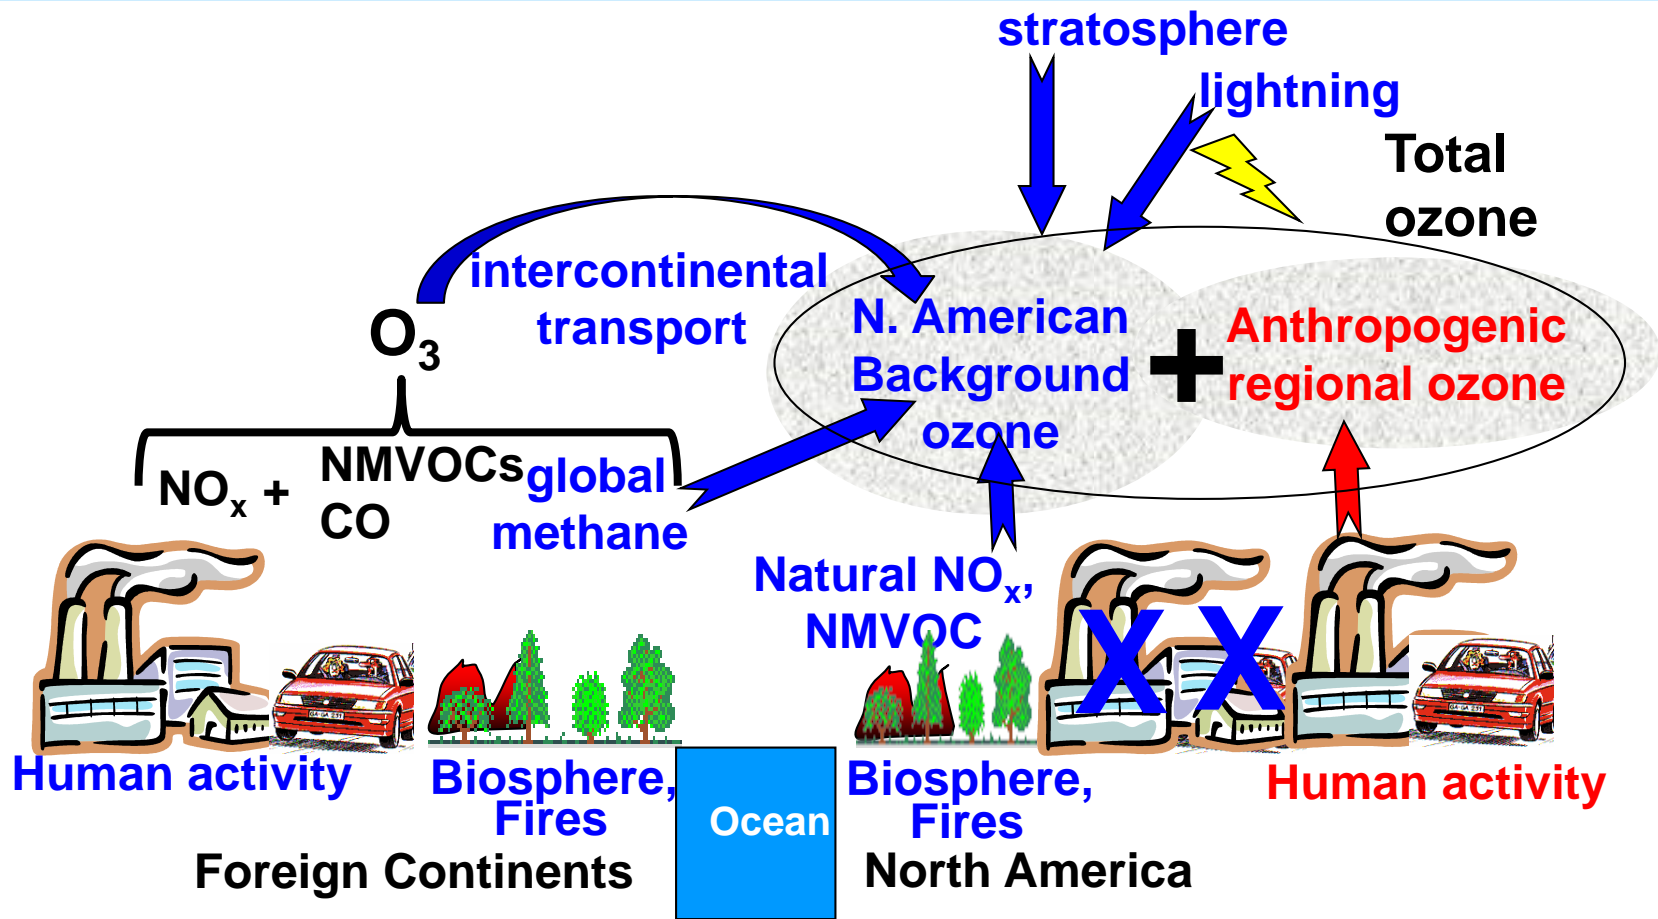 stratosphere
lightning
Total
ozone
intercontinental
transport
O₃
N. American
Background
ozone
+
Anthropogenic
regional ozone
NOₓ +
NMVOCs
CO
global
methane
Natural NOₓ,
NMVOC
X X
Human activity
Biosphere,
Fires
Ocean
Biosphere,
Fires
Human activity
Foreign Continents
North America